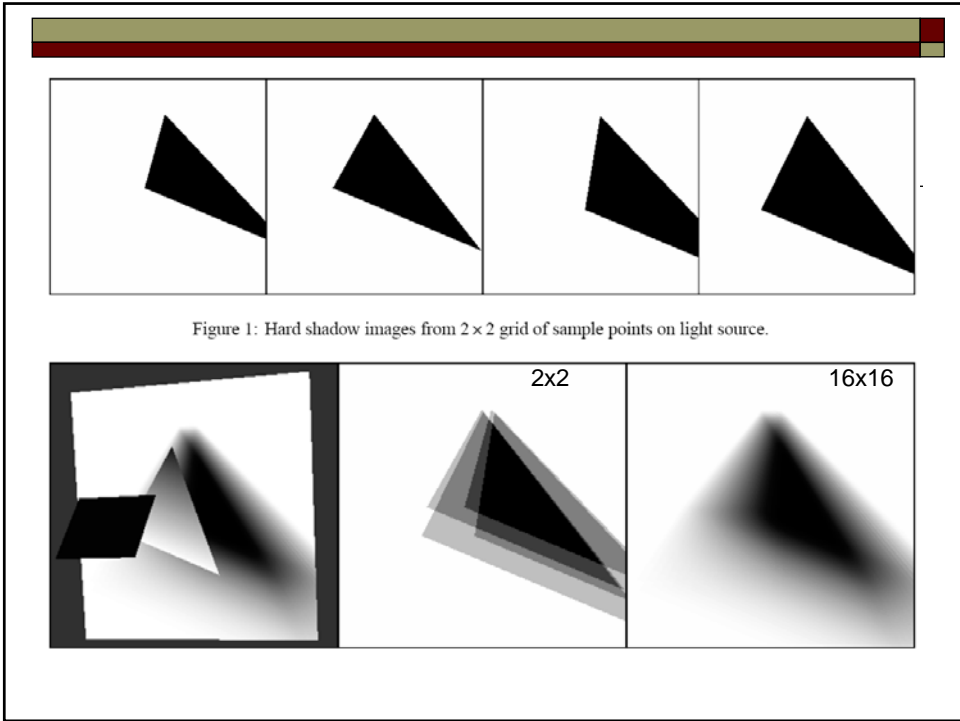 Figure 1: Hard shadow images from 2 × 2 grid of sample points on light source.
2x2
16x16